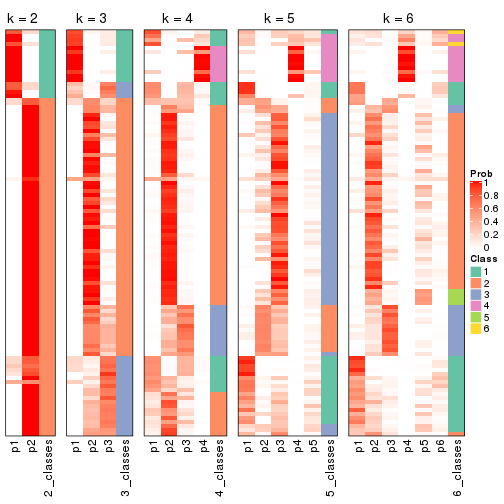 k = 2
k = 3
k = 4
k = 5
k = 6
p1
p2
2_classes
p1
p2
p3
3_classes
p1
p2
p3
p4
4_classes
p1
p2
p3
p4
p5
5_classes
p1
p2
p3
p4
p5
p6
6_classes
Prob
1
0.8
0.6
0.4
0.2
0
Class
1
2
3
4
5
6